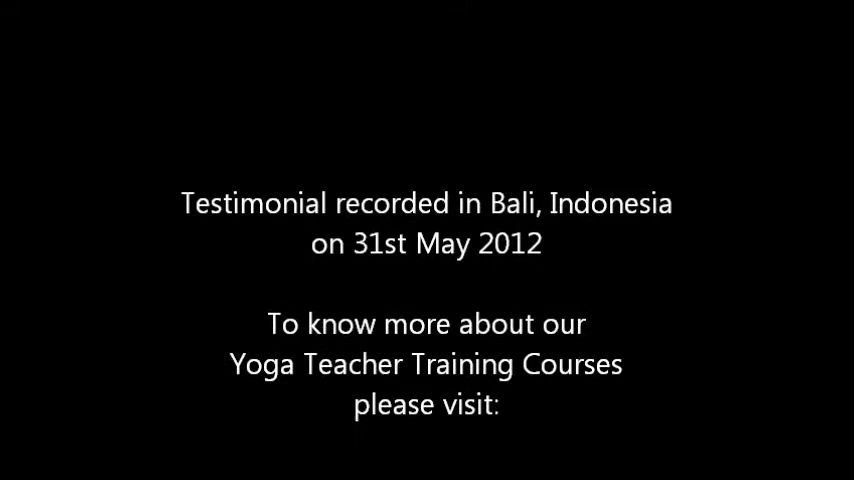 Testimonial recorded in Bali, Indonesia
on 31st May 2012
To know more about our
Yoga Teacher Training Courses
please visit: